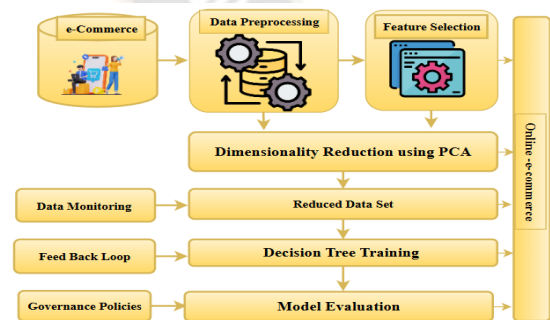 e-Commerce
Data Preprocessing
Feature Selection
Dimensionality Reduction using PCA
Data Monitoring
Reduced Data Set
Feed Back Loop
Decision Tree Training
Governance Policies
Model Evaluation
Online -e-commerce